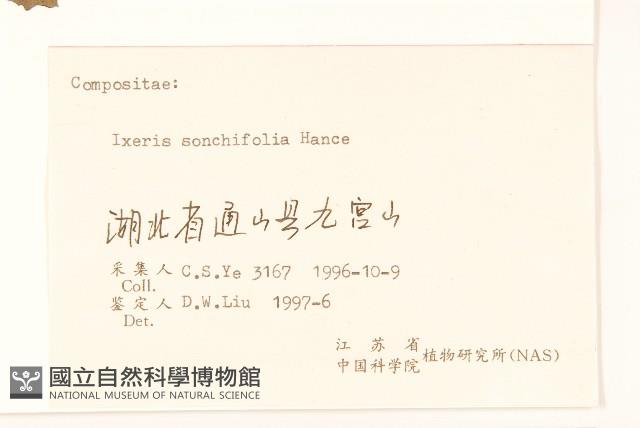 Compositae:
Ixeris sonchifolia Hance
湖北省通山县九宫山
采集人 C.S.Ye 3167 1996-10-9
Coll.
鉴定人 D.W.Liu 1997-6
Det.
江苏省
中国科学院 植物研究所(NAS)
國立自然科學博物館
NATIONAL MUSEUM OF NATURAL SCIENCE